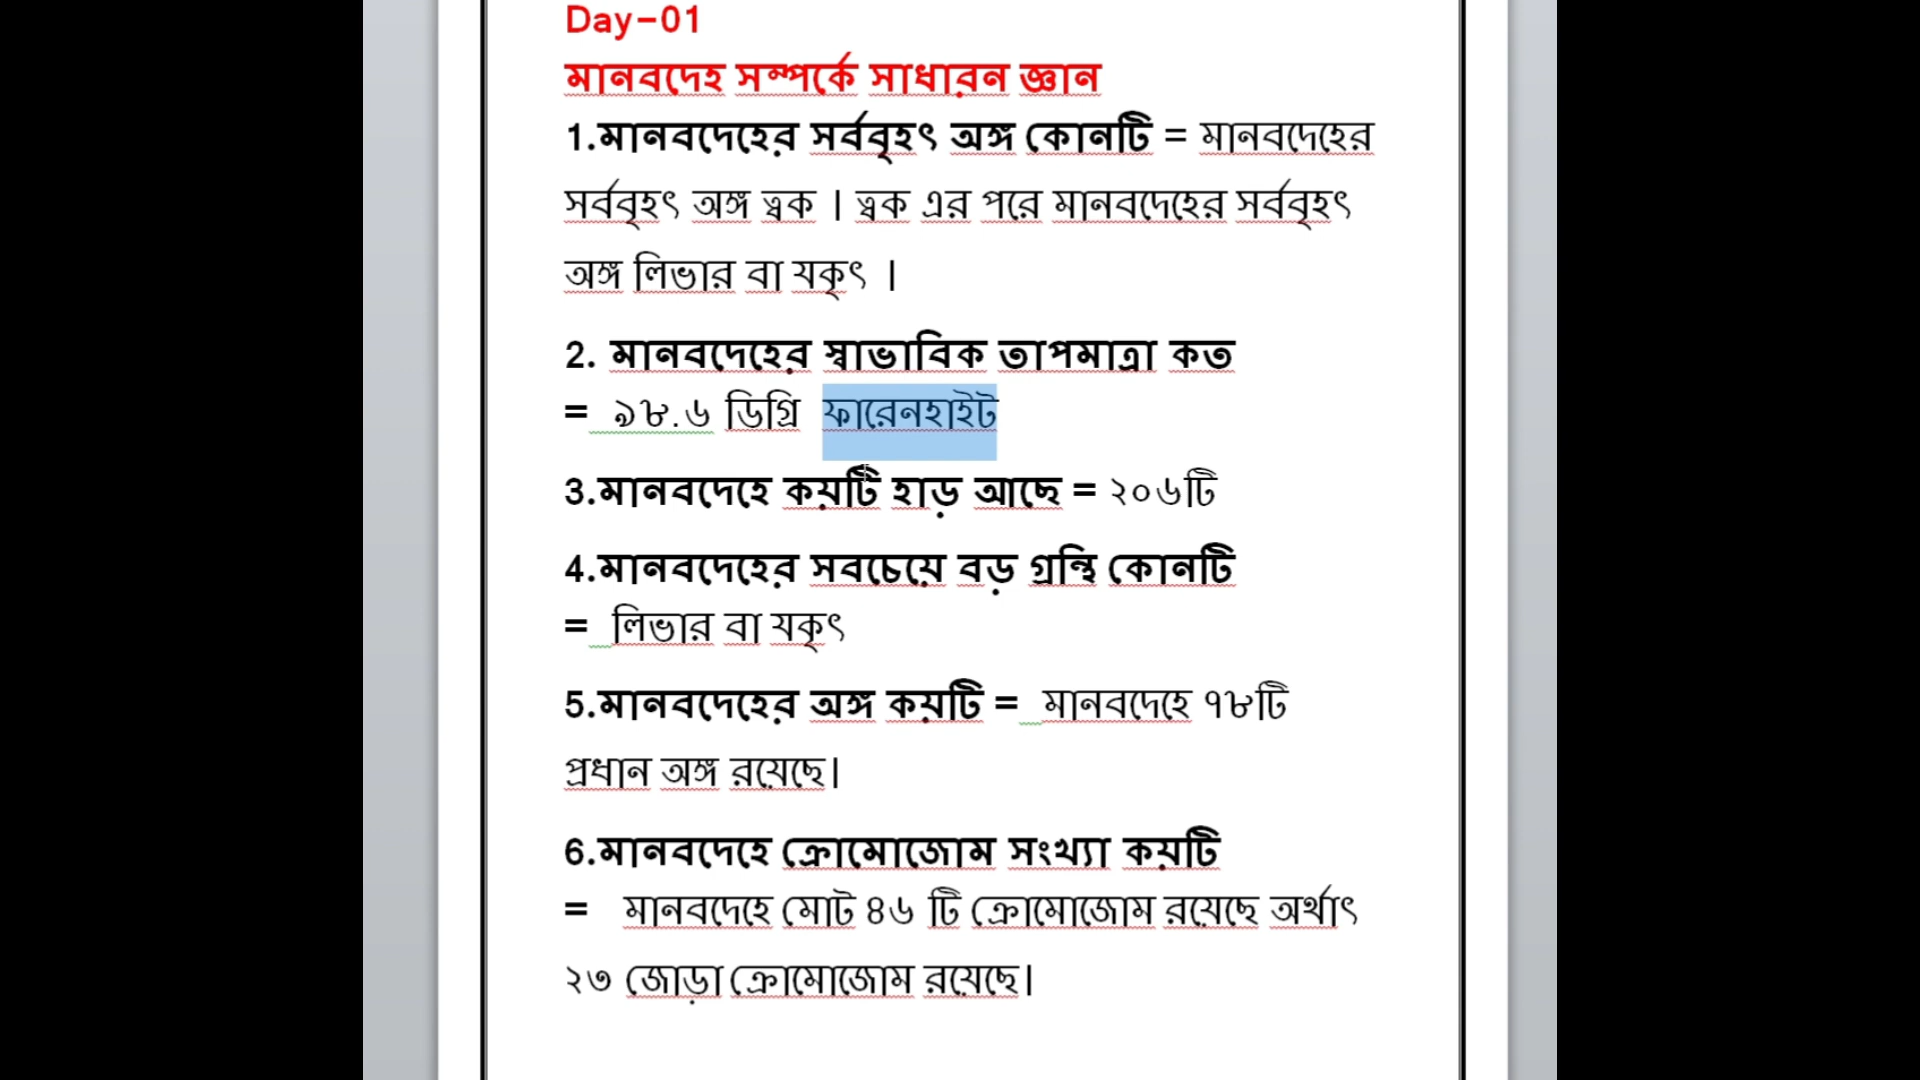 Day-01
মানবদেহ সম্পর্কে সাধারন জ্ঞান
1.মানবদেহের সর্ববৃহৎ অঙ্গ কোনটি = মানবদেহের
সর্ববৃহৎ অঙ্গ ত্বক । ত্বক এর পরে মানবদেহের সর্ববৃহৎ
অঙ্গ লিভার বা যকৃৎ ।
2. মানবদেহের স্বাভাবিক তাপমাত্রা কত
= ৯৮.৬ ডিগ্রি ফারেনহাইট
3.মানবদেহে কয়টি হাড় আছে = ২০৬টি
4.মানবদেহের সবচেয়ে বড় গ্রন্থি কোনটি
= লিভার বা যকৃৎ
5.মানবদেহের অঙ্গ কয়টি = মানবদেহে ৭৮টি
প্রধান অঙ্গ রয়েছে।
6.মানবদেহে ক্রোমোজোম সংখ্যা কয়টি
= মানবদেহে মোট ৪৬ টি ক্রোমোজোম রয়েছে অর্থাৎ
২৩ জোড়া ক্রোমোজোম রয়েছে।